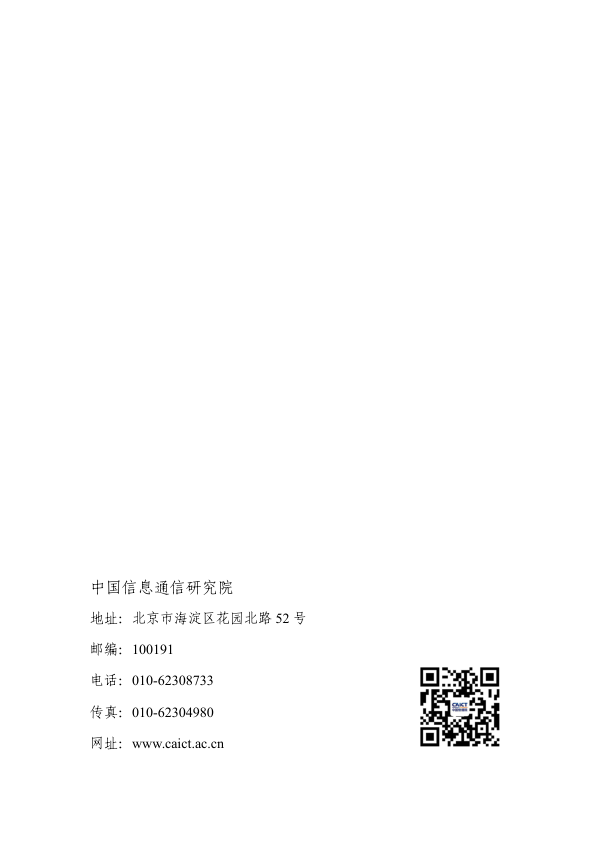 中国信息通信研究院
地址：北京市海淀区花园北路 52 号
邮编：100191
电话：010-62308733
传真：010-62304980
网址：www.caict.ac.cn
CAICT